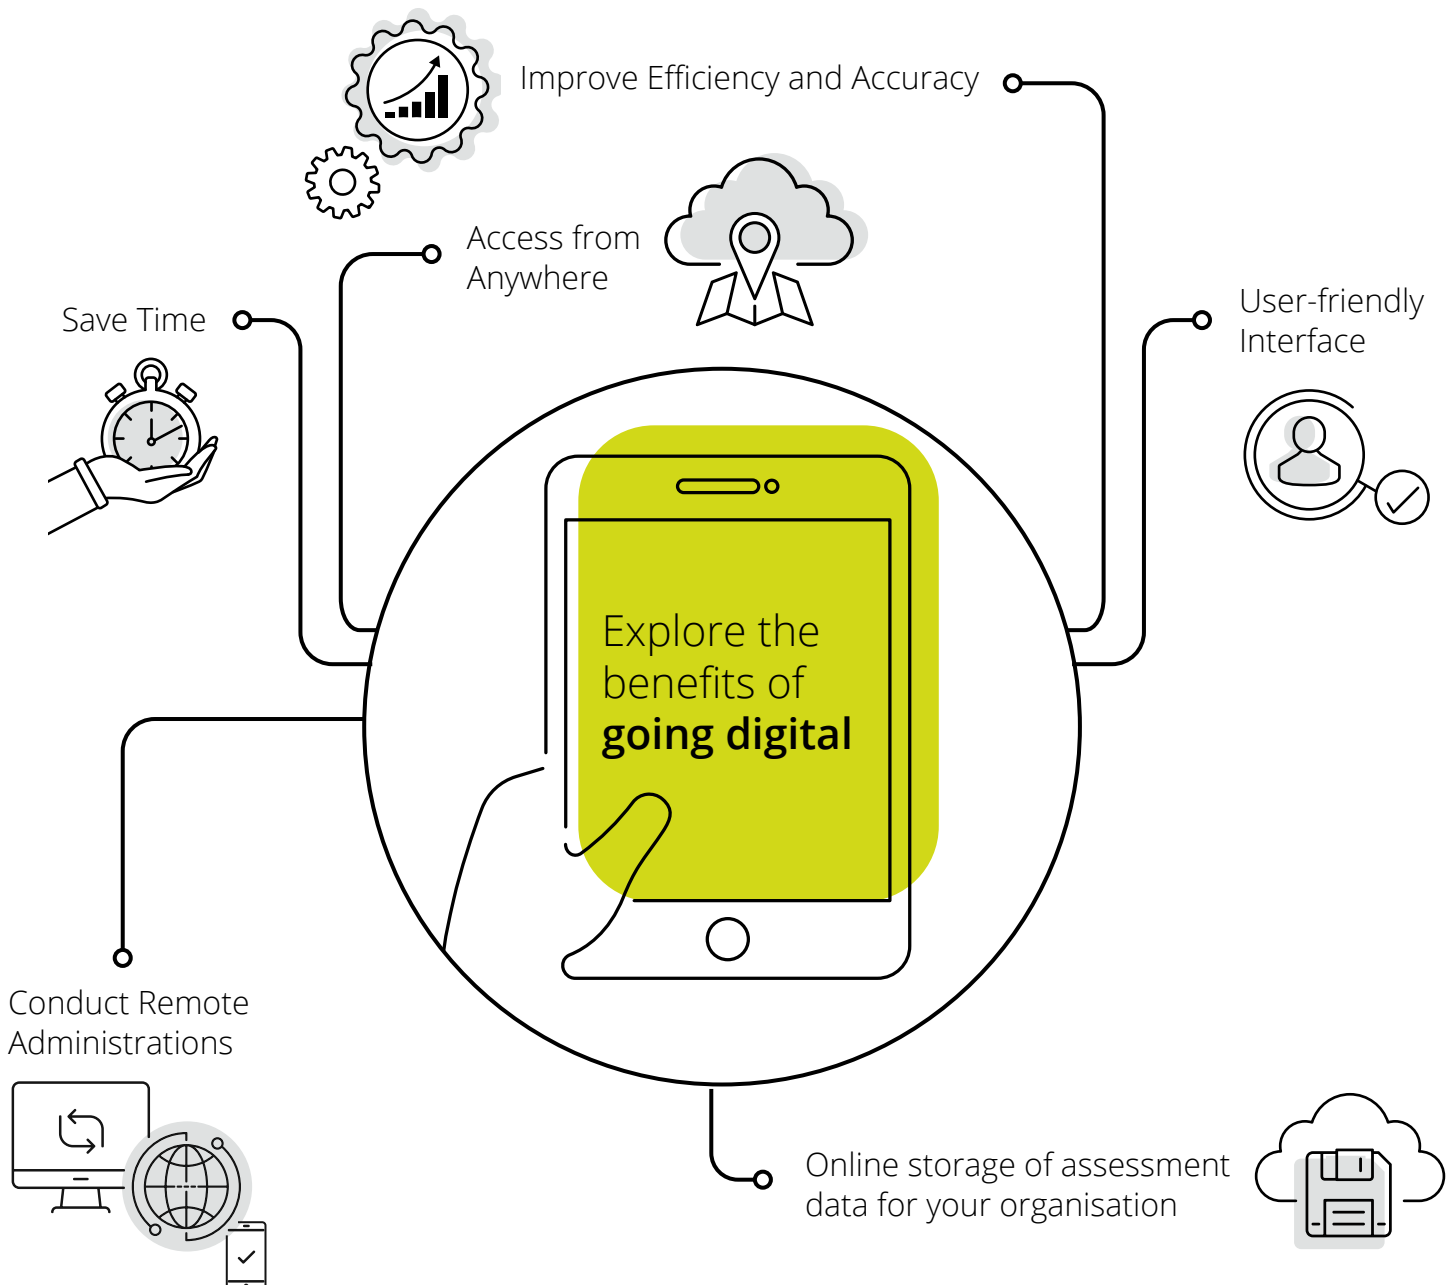 Improve Efficiency and Accuracy
Access from
Anywhere
Save Time
User-friendly
Interface
Explore the
benefits of
going digital
Conduct Remote
Administrations
Online storage of assessment
data for your organisation